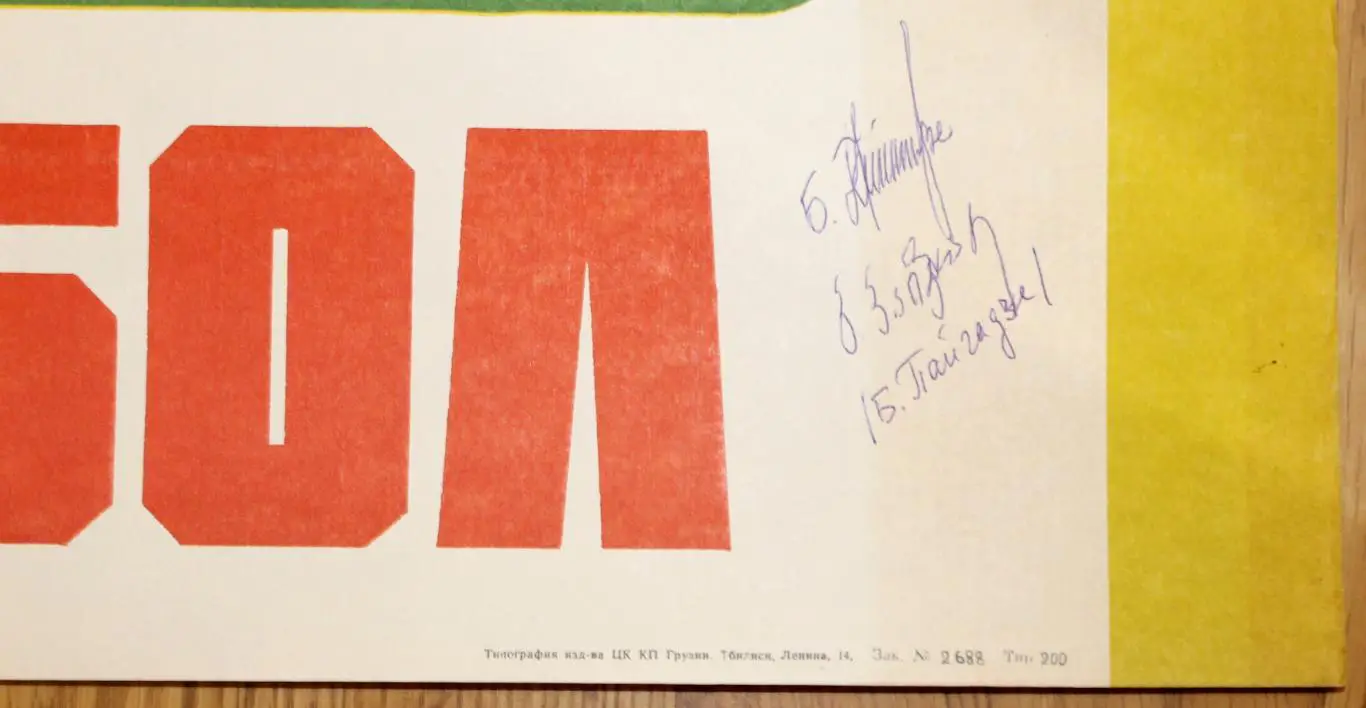 БОЛ
Б.
Б. Пайчадзе
Типография изд-ва ЦК КП Грузии. Тбилиси, Ленина, 14. Зак. № 2688 Тир. 200